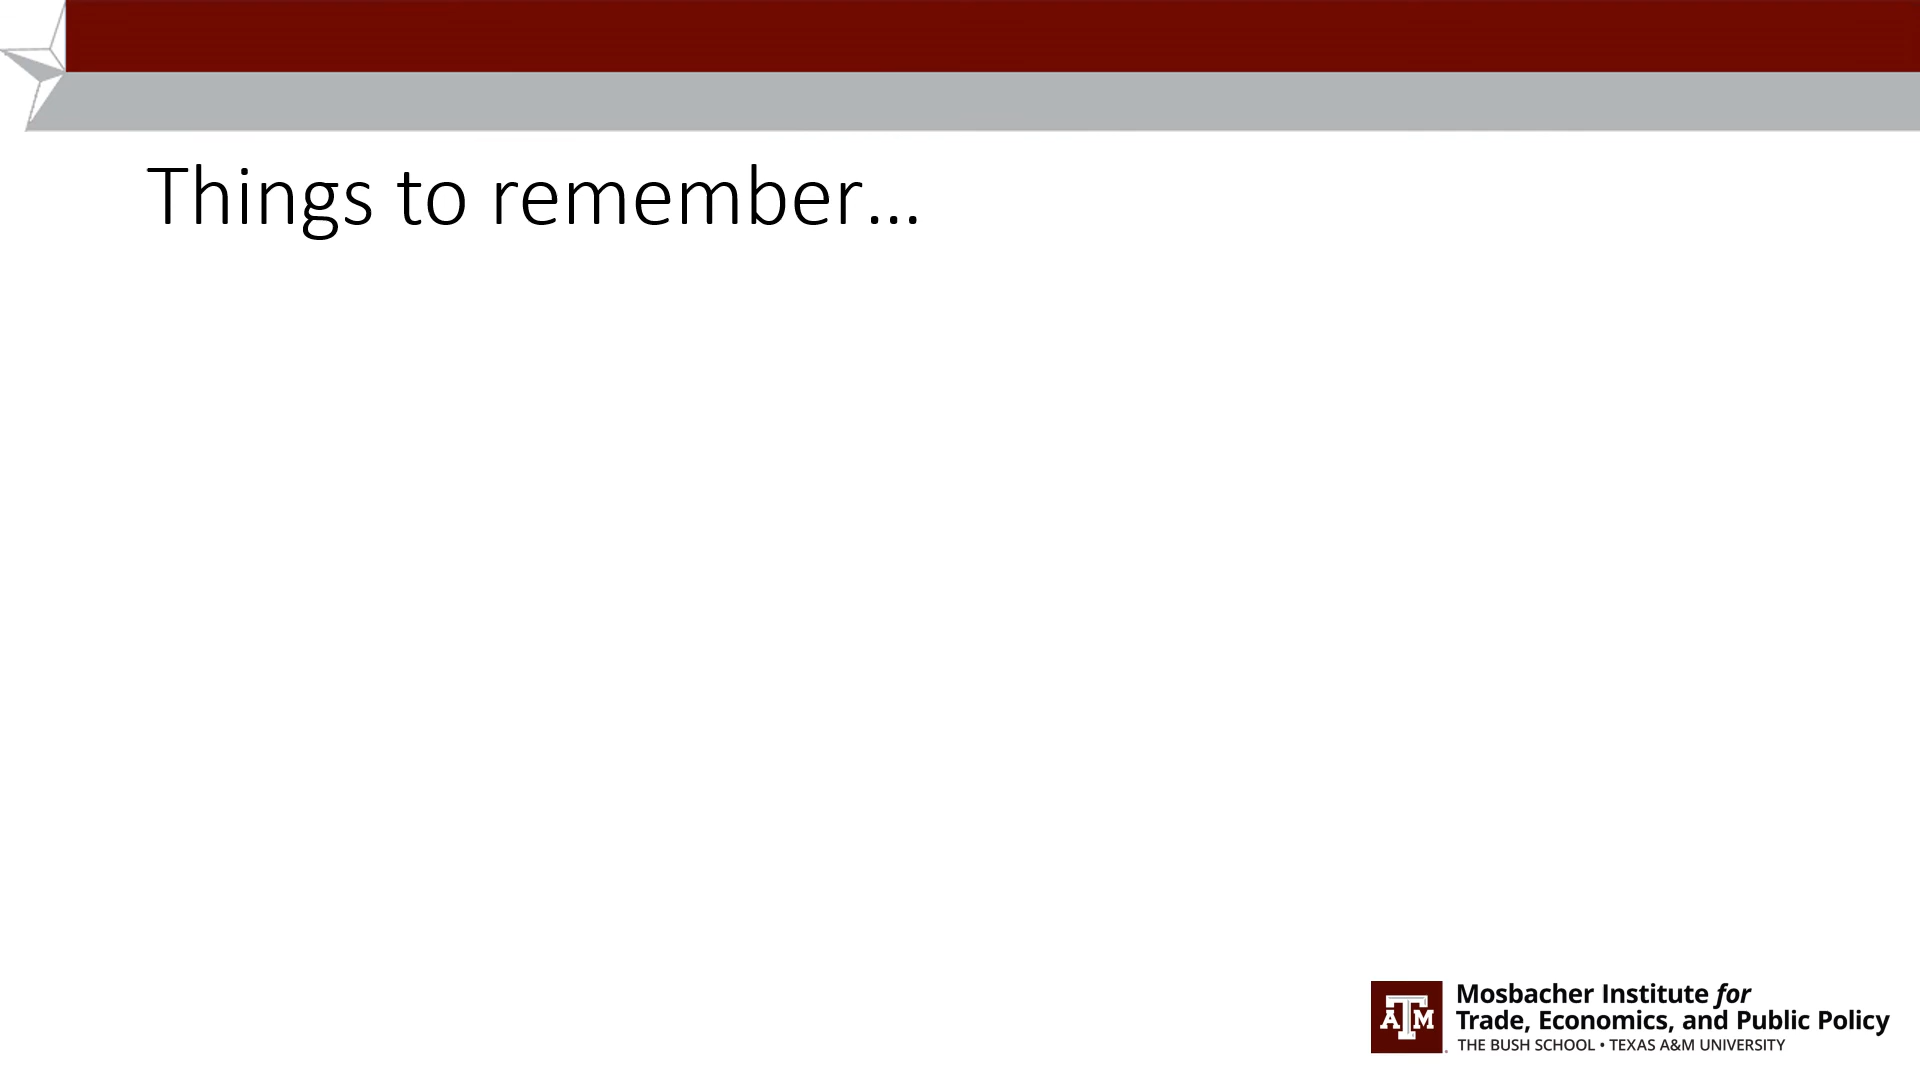 Things to remember...
ATM
Mosbacher Institute for
Trade, Economics, and Public Policy
THE BUSH SCHOOL • TEXAS A&M UNIVERSITY